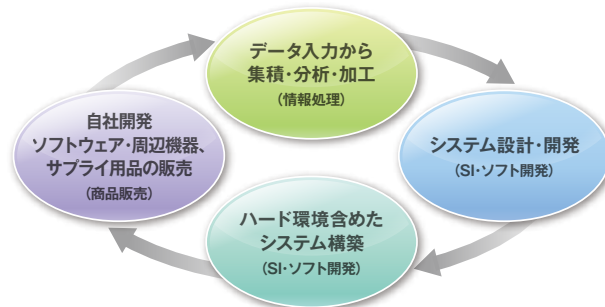 データ入力から
集積・分析・加工
（情報処理）
システム設計・開発
（SI・ソフト開発）
ハード環境含めた
システム構築
（SI・ソフト開発）
自社開発
ソフトウェア・周辺機器、
サプライ用品の販売
（商品販売）